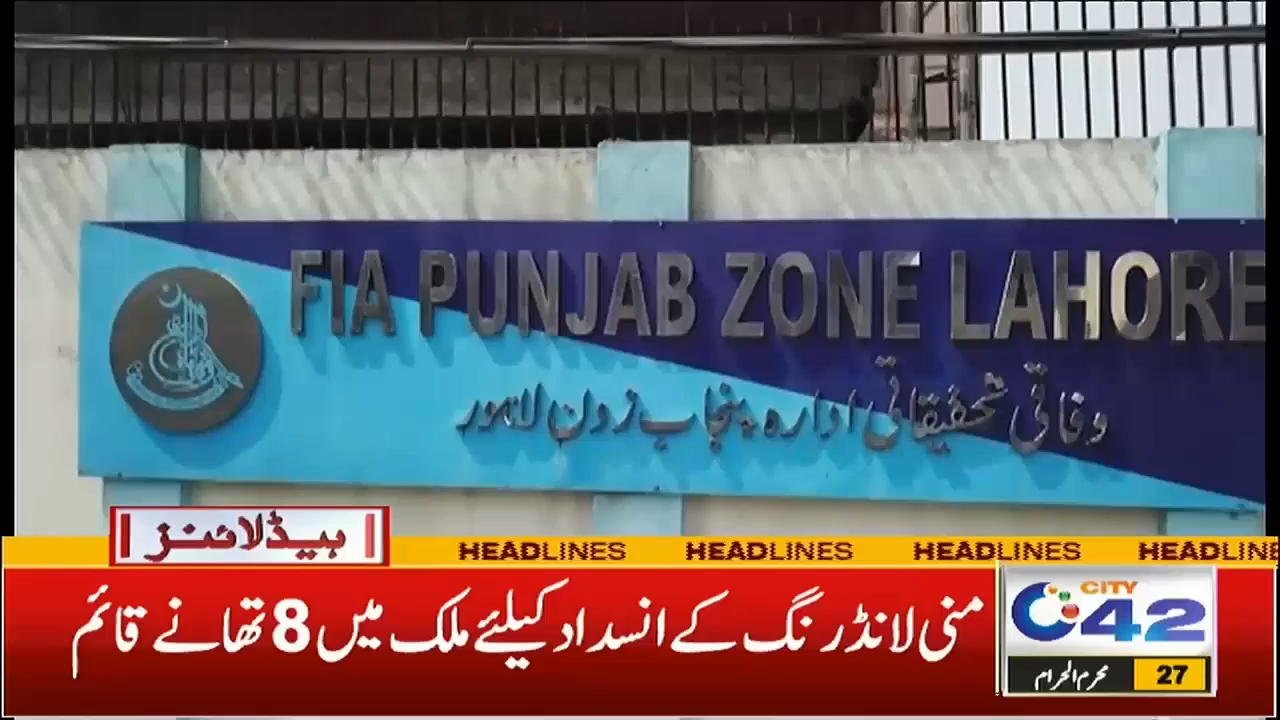 FIA PUNJAB ZONE LAHORE
وفاقی تحقیقاتی ادارہ پنجاب زون لاہور
ہیڈلائنز
HEADLINES HEADLINES HEADLINES HEADLINE
منی لانڈرنگ کے انسداد کیلئے ملک میں 8 تھانے قائم
CITY
42
محرم الحرام 27